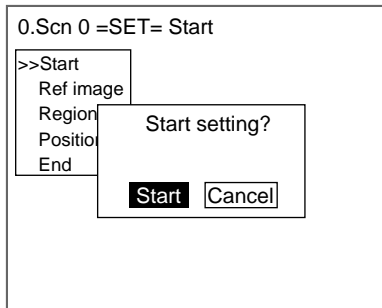 0.Scn 0 =SET= Start
>>Start
Ref image
Region
Position
End
Start setting?
Start Cancel